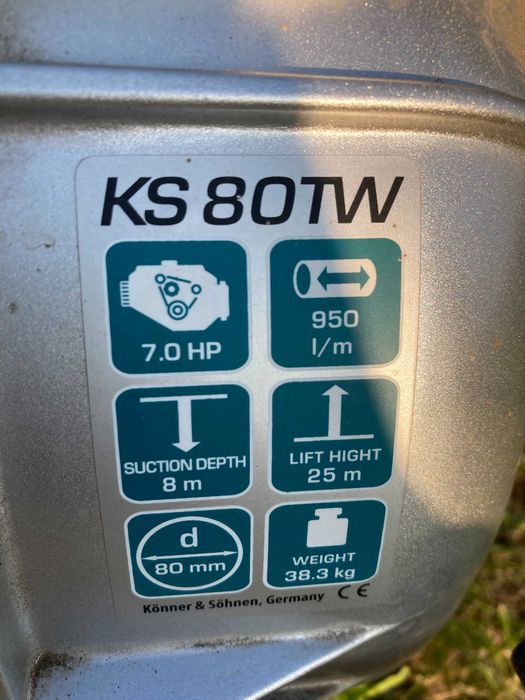 KS 80TW
7.0 HP
950
l/m
SUCTION DEPTH
8 m
LIFT HIGHT
25 m
d
80 mm
WEIGHT
38.3 kg
Könner & Söhnen, Germany CE